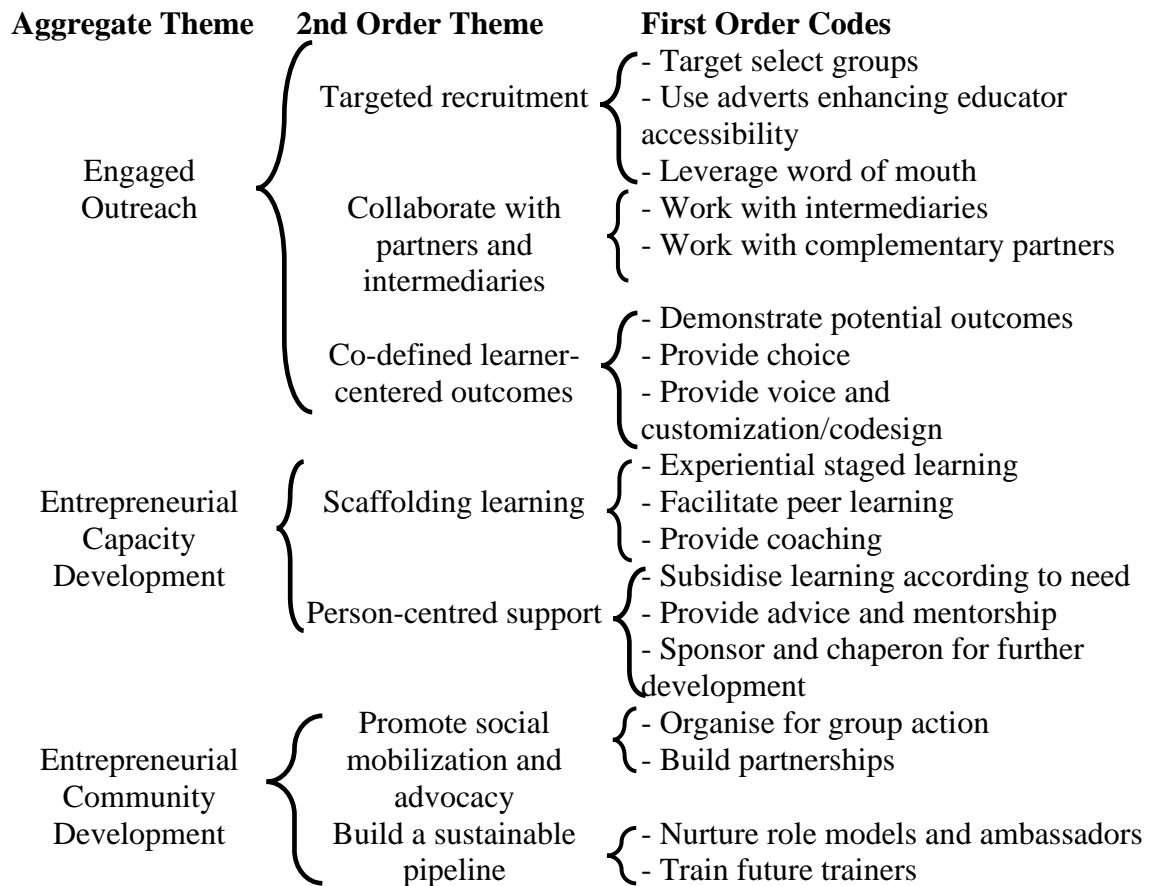 Aggregate Theme 2nd Order Theme First Order Codes
Engaged
Outreach
Targeted recruitment
- Target select groups
- Use adverts enhancing educator
accessibility
- Leverage word of mouth
Collaborate with
partners and
intermediaries
- Work with intermediaries
- Work with complementary partners
Co-defined learner-
centered outcomes
- Demonstrate potential outcomes
- Provide choice
- Provide voice and
customization/codesign
Entrepreneurial
Capacity
Development
Scaffolding learning
- Experiential staged learning
- Facilitate peer learning
- Provide coaching
Person-centred support
- Subsidise learning according to need
- Provide advice and mentorship
- Sponsor and chaperon for further
development
Entrepreneurial
Community
Development
Promote social
mobilization and
advocacy
- Organise for group action
- Build partnerships
Build a sustainable
pipeline
- Nurture role models and ambassadors
- Train future trainers